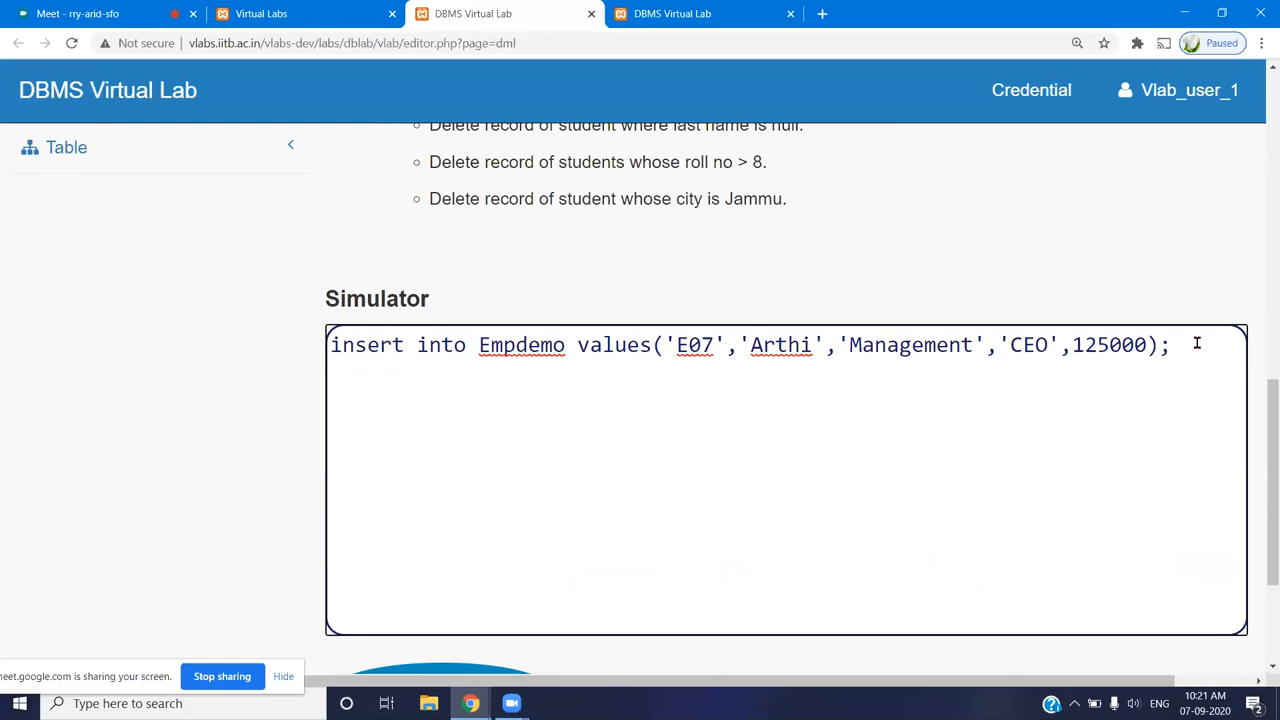 Meet - rry-arid-sfo
Virtual Labs
DBMS Virtual Lab
DBMS Virtual Lab
Not secure
vlabs.iitb.ac.in/vlabs-dev/labs/dblab/vlab/editor.php?page=dml
Paused
DBMS Virtual Lab
Credential
Vlab_user_1
Table
Delete record of student where last name is null.
Delete record of students whose roll no > 8.
Delete record of student whose city is Jammu.
Simulator
insert into Empdemo values('E07','Arthi','Management','CEO',125000);
meet.google.com is sharing your screen.
Stop sharing
Hide
Type here to search
ENG
10:21 AM
07-09-2020
2